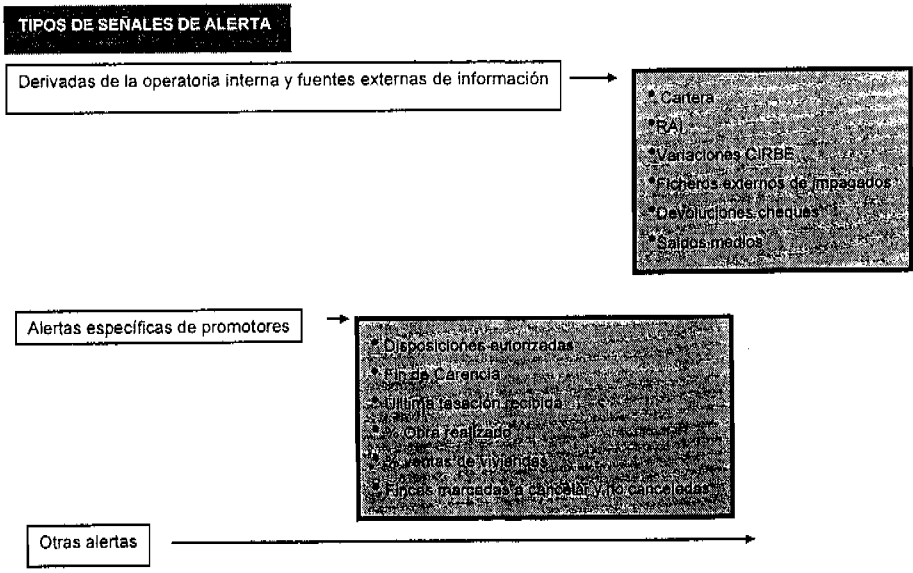 TIPOS DE SEÑALES DE ALERTA
Derivadas de la operatoria interna y fuentes externas de información
• Cartera
• RAI
• Variaciones CIRBE
• Ficheros externos de impagados
• Devoluciones cheques
• Saldos medios
Alertas específicas de promotores
• Disposiciones autorizadas
• Fin de Carencia
• Última tasación recibida
• % Obra realizado
• % ventas de viviendas
• Fincas marcadas a cancelar y no canceladas
Otras alertas